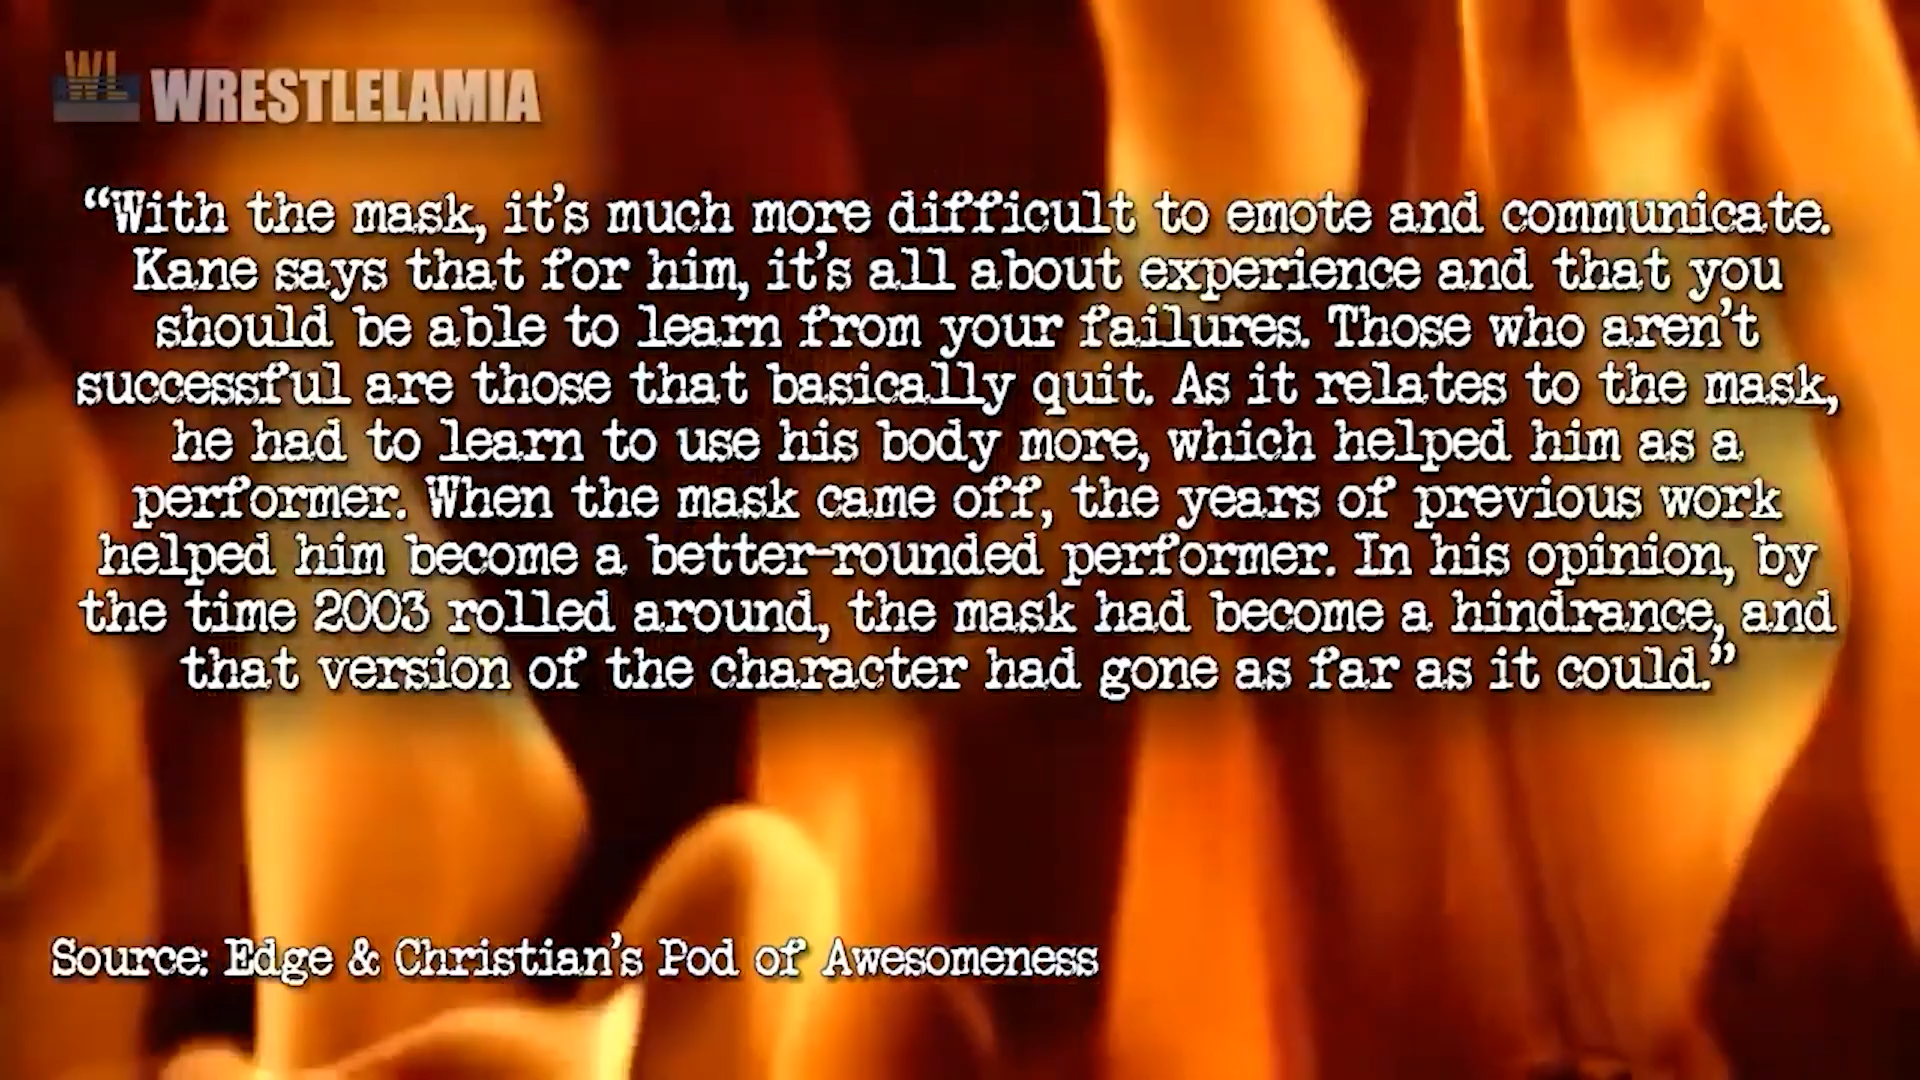 WL WRESTLELAMIA
“With the mask, it’s much more difficult to emote and communicate.
Kane says that for him, it’s all about experience and that you
should be able to learn from your failures. Those who aren’t
successful are those that basically quit. As it relates to the mask,
he had to learn to use his body more, which helped him as a
performer. When the mask came off, the years of previous work
helped him become a better-rounded performer. In his opinion, by
the time 2003 rolled around, the mask had become a hindrance, and
that version of the character had gone as far as it could.”
Source: Edge & Christian’s Pod of Awesomeness